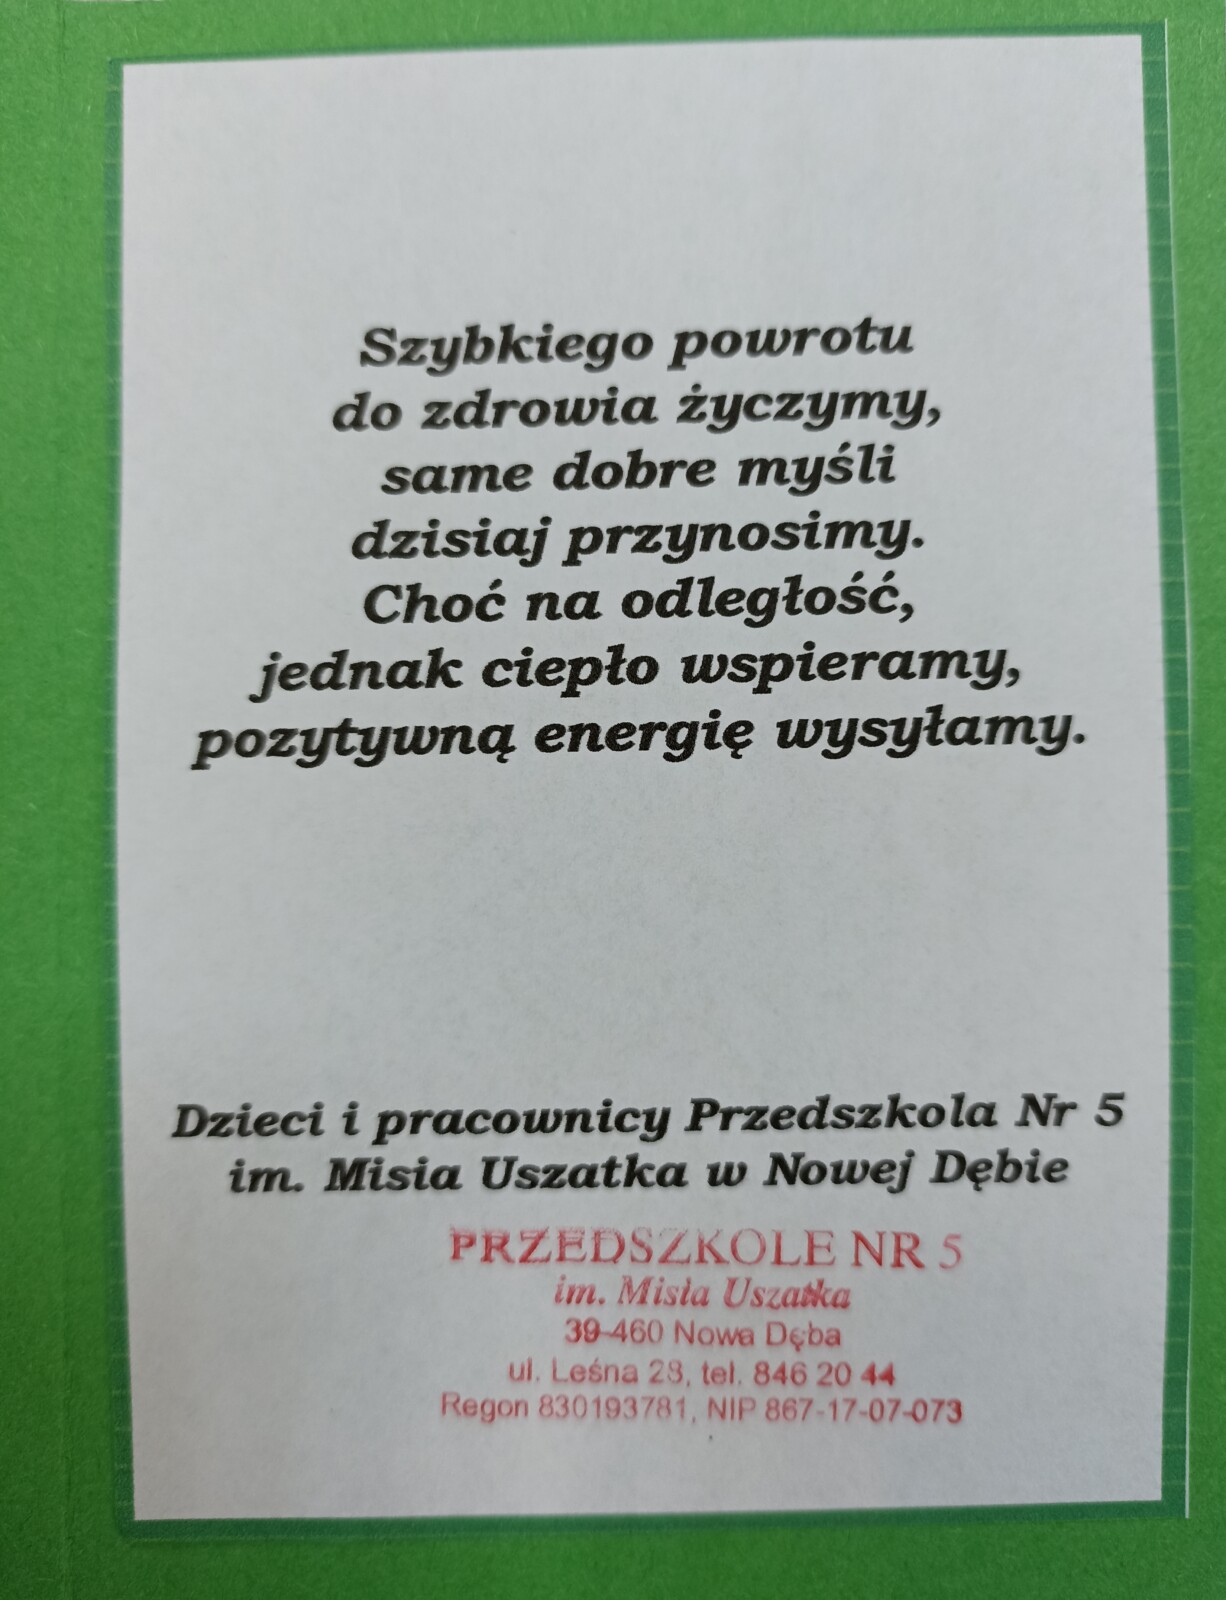 Szybkiego powrotu
do zdrowia życzymy,
same dobre myśli
dzisiaj przynosimy.
Choć na odległość,
jednak ciepło wspieramy,
pozytywną energię wysyłamy.
Dzieci i pracownicy Przedszkola Nr 5
im. Misia Uszatka w Nowej Dębie
PRZEDSZKOLE NR 5
im. Misia Uszatka
39-460 Nowa Dęba
ul. Leśna 28, tel. 846 20 44
Regon 830193781, NIP 867-17-07-073